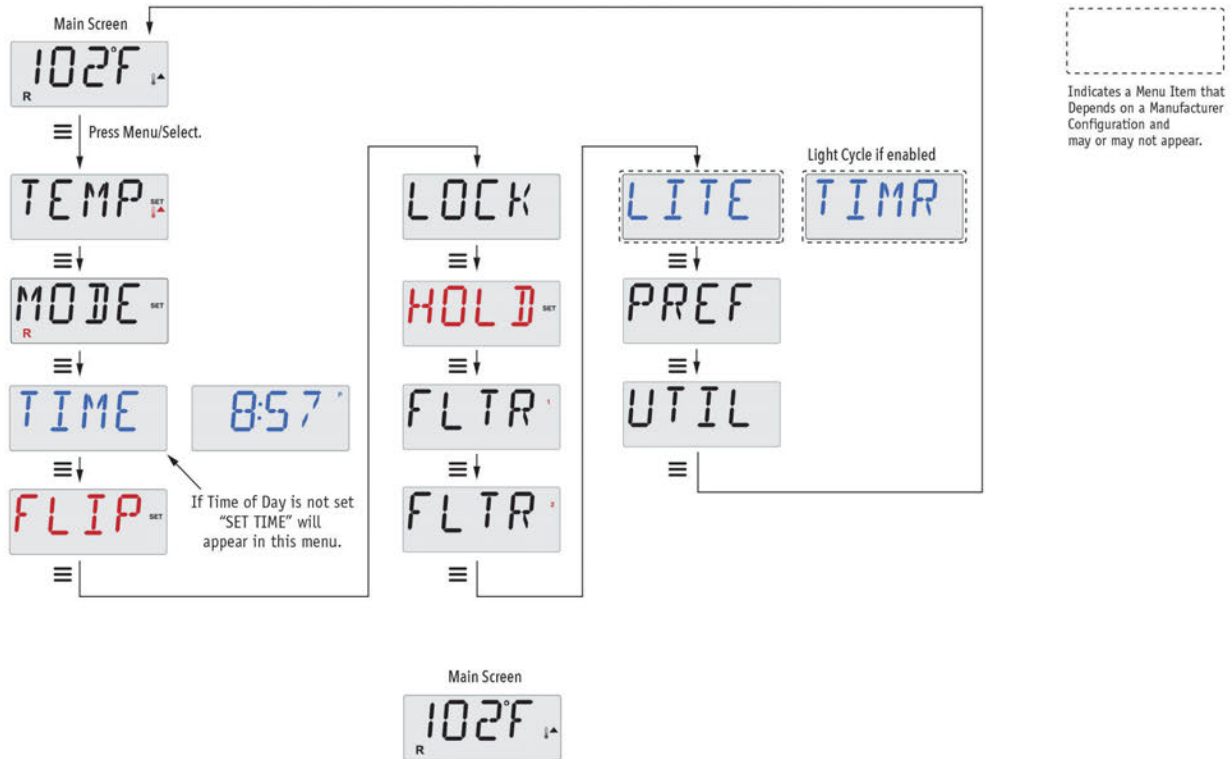 Main Screen
102°F
R
Press Menu/Select.
TEMP SET
MODE SET
R
TIME
8:57 P
If Time of Day is not set
“SET TIME” will
appear in this menu.
FLIP SET
LOCK
HOLD SET
FLTR 1
FLTR 2
LITE
Light Cycle if enabled
TIMR
PREF
UTIL
Indicates a Menu Item that
Depends on a Manufacturer
Configuration and
may or may not appear.
Main Screen
102°F
R